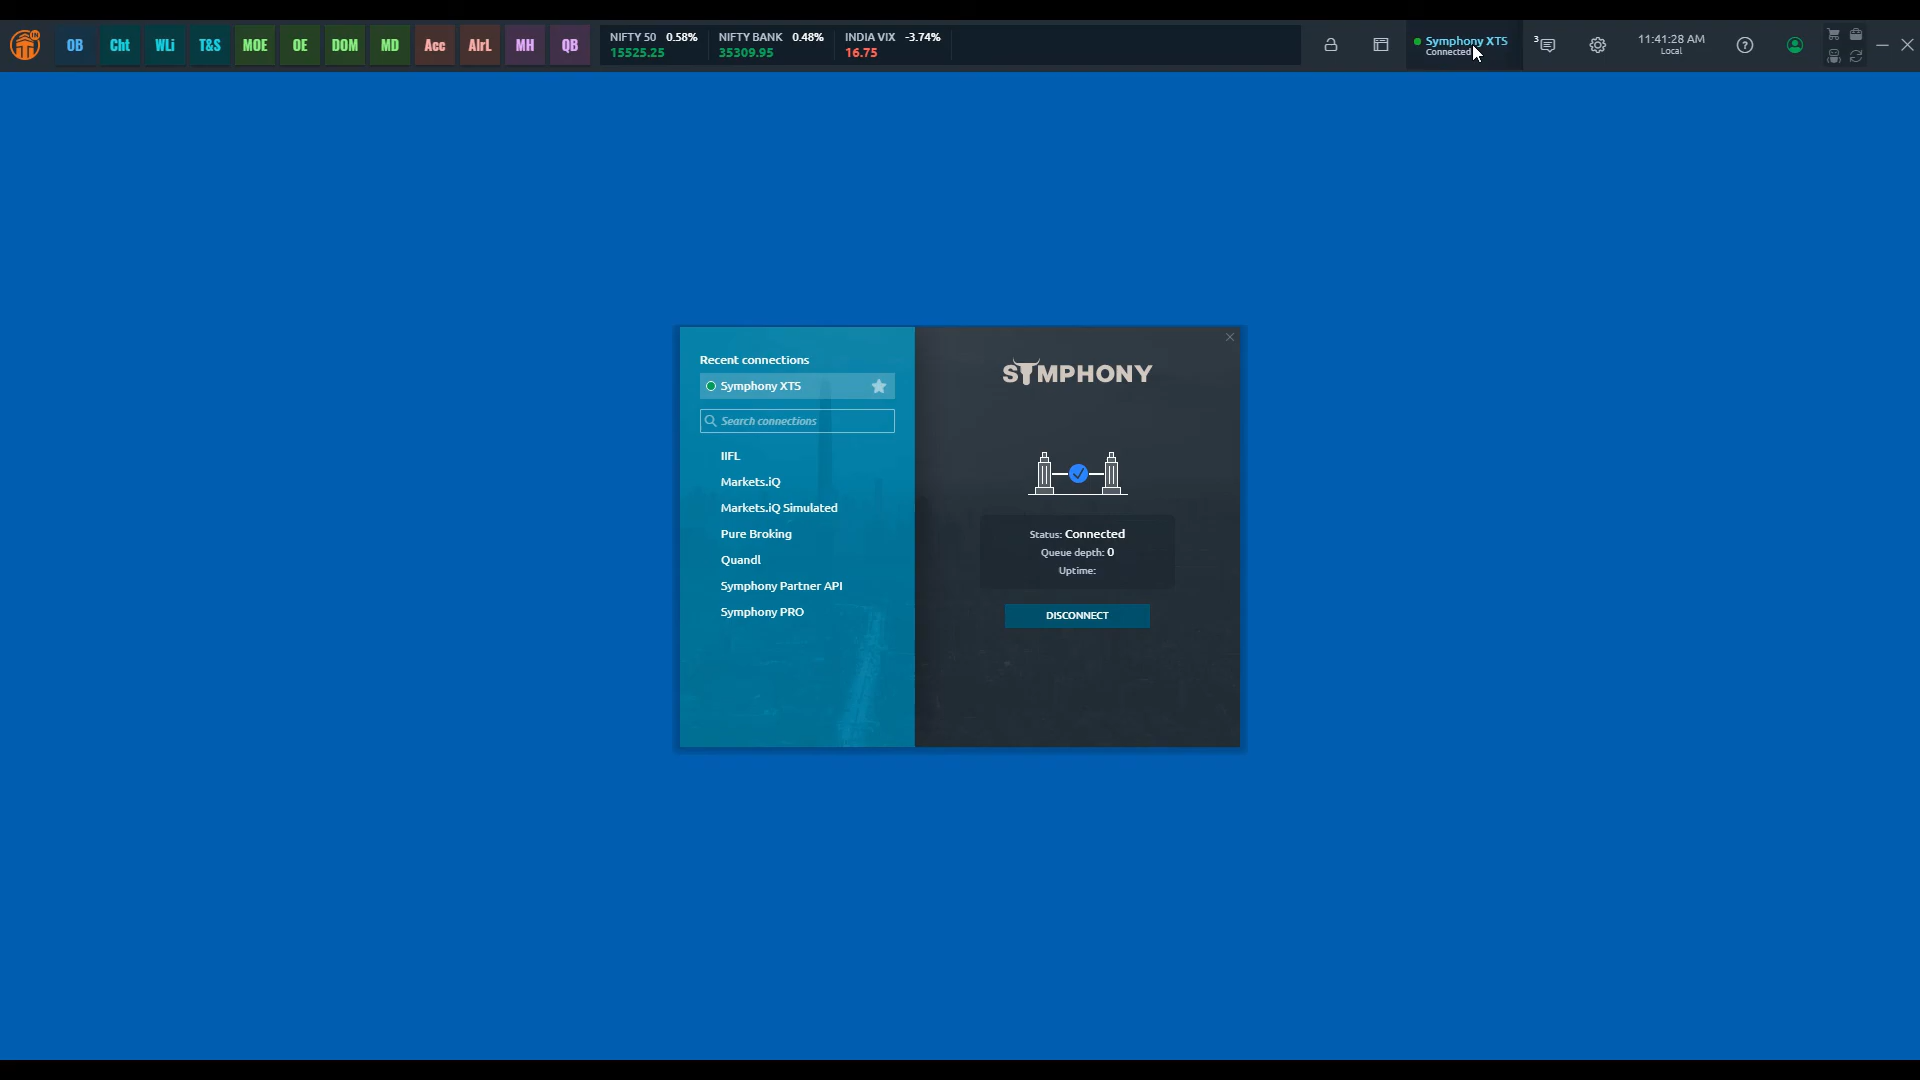 OB Cht WLi T&S MOE OE DOM MD Acc AlrL MH QB
NIFTY 50 0.58%
15525.25
NIFTY BANK 0.48%
35309.95
INDIA VIX -3.74%
16.75
Symphony XTS
Connected
3
11:41:28 AM
Local
Recent connections
Symphony XTS
Search connections
IIFL
Markets.iQ
Markets.iQ Simulated
Pure Broking
Quandl
Symphony Partner API
Symphony PRO
SYMPHONY
Status: Connected
Queue depth: 0
Uptime:
DISCONNECT